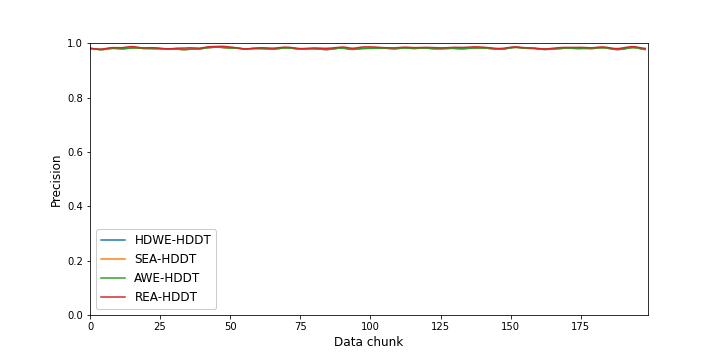 1.0
0.8
0.6
0.4
0.2
0.0
Precision
HDWE-HDDT
SEA-HDDT
AWE-HDDT
REA-HDDT
0 25 50 75 100 125 150 175
Data chunk